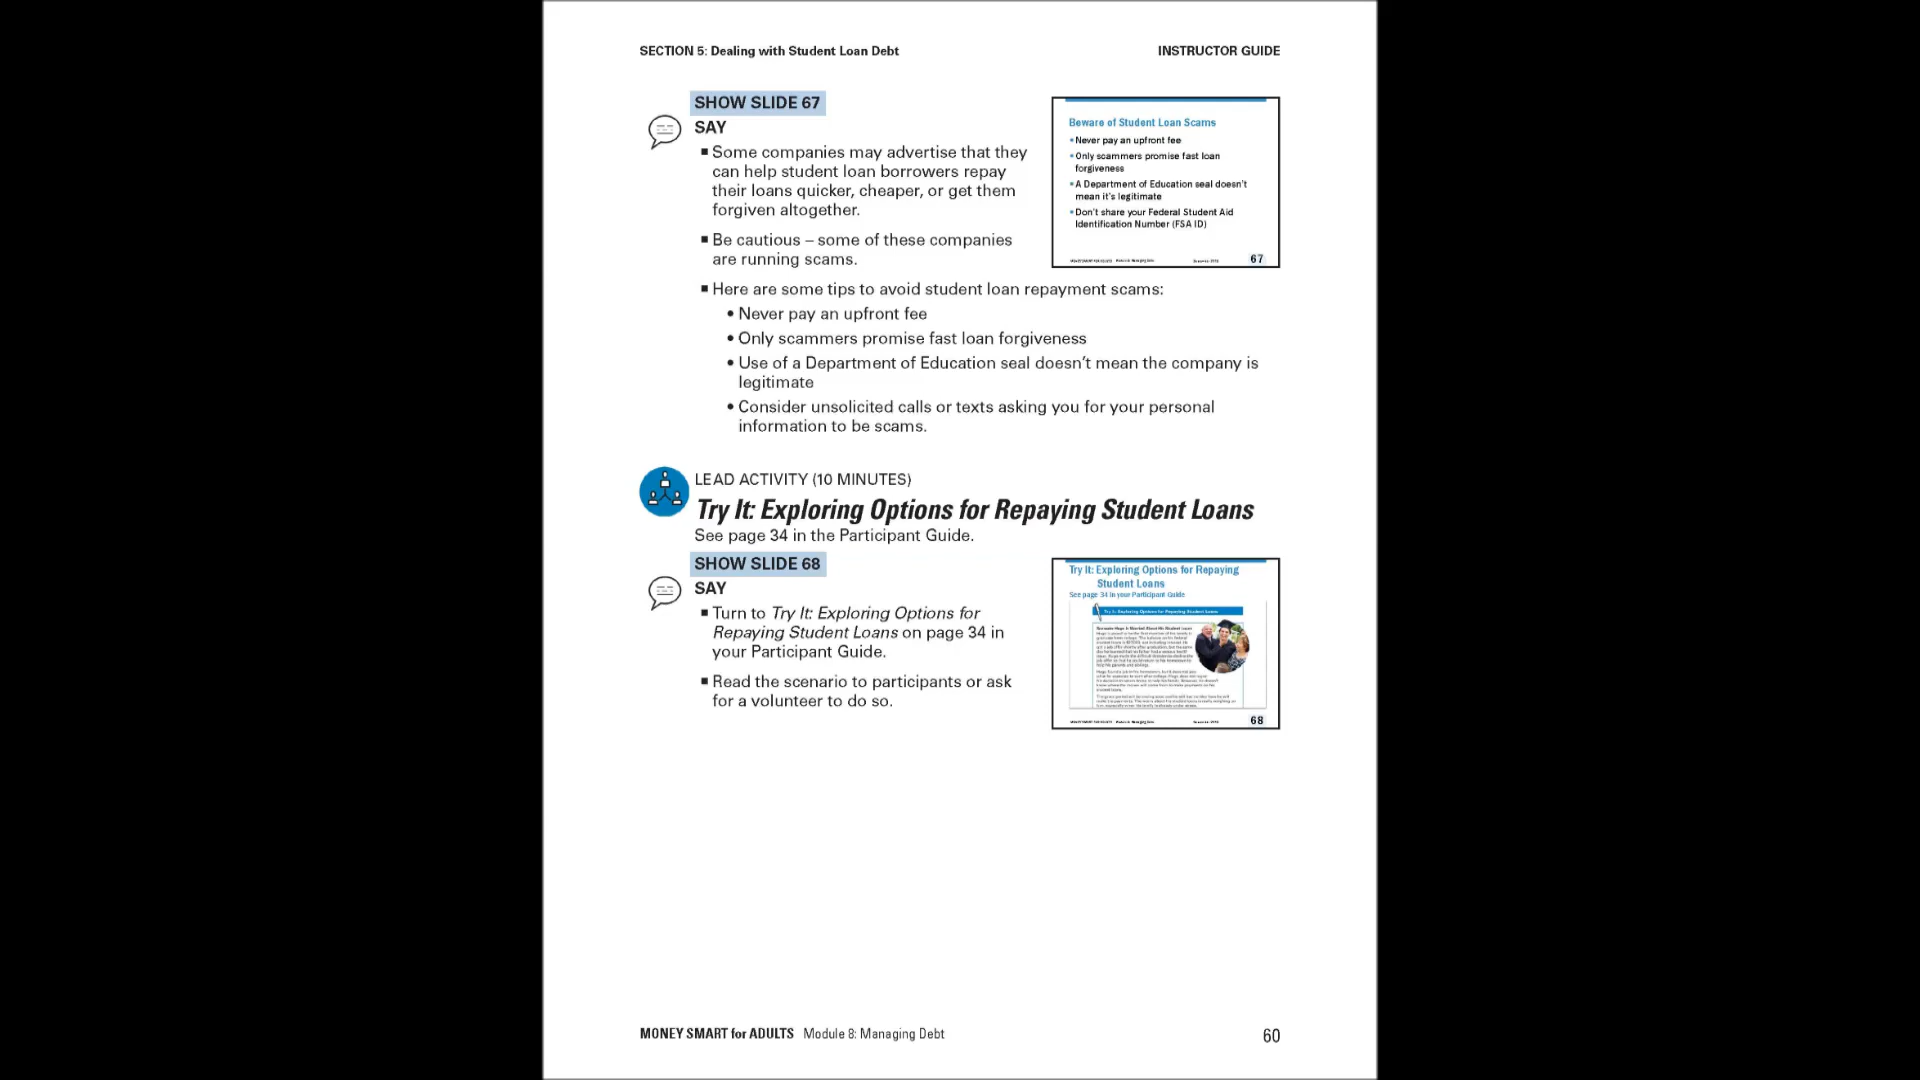 SECTION 5: Dealing with Student Loan Debt
INSTRUCTOR GUIDE
SHOW SLIDE 67
SAY
▪ Some companies may advertise that they
can help student loan borrowers repay
their loans quicker, cheaper, or get them
forgiven altogether.
▪ Be cautious – some of these companies
are running scams.
Beware of Student Loan Scams
• Never pay an upfront fee
• Only scammers promise fast loan
forgiveness
• A Department of Education seal doesn't
mean it's legitimate
• Don't share your Federal Student Aid
Identification Number (FSA ID)
67
▪ Here are some tips to avoid student loan repayment scams:
• Never pay an upfront fee
• Only scammers promise fast loan forgiveness
• Use of a Department of Education seal doesn't mean the company is
legitimate
• Consider unsolicited calls or texts asking you for your personal
information to be scams.
LEAD ACTIVITY (10 MINUTES)
Try It: Exploring Options for Repaying Student Loans
See page 34 in the Participant Guide.
SHOW SLIDE 68
SAY
▪ Turn to Try It: Exploring Options for
Repaying Student Loans on page 34 in
your Participant Guide.
▪ Read the scenario to participants or ask
for a volunteer to do so.
Try It: Exploring Options for Repaying
Student Loans
See page 34 in your Participant Guide
Try It: Exploring Options for Repaying Student Loans
68
MONEY SMART for ADULTS Module 8: Managing Debt
60